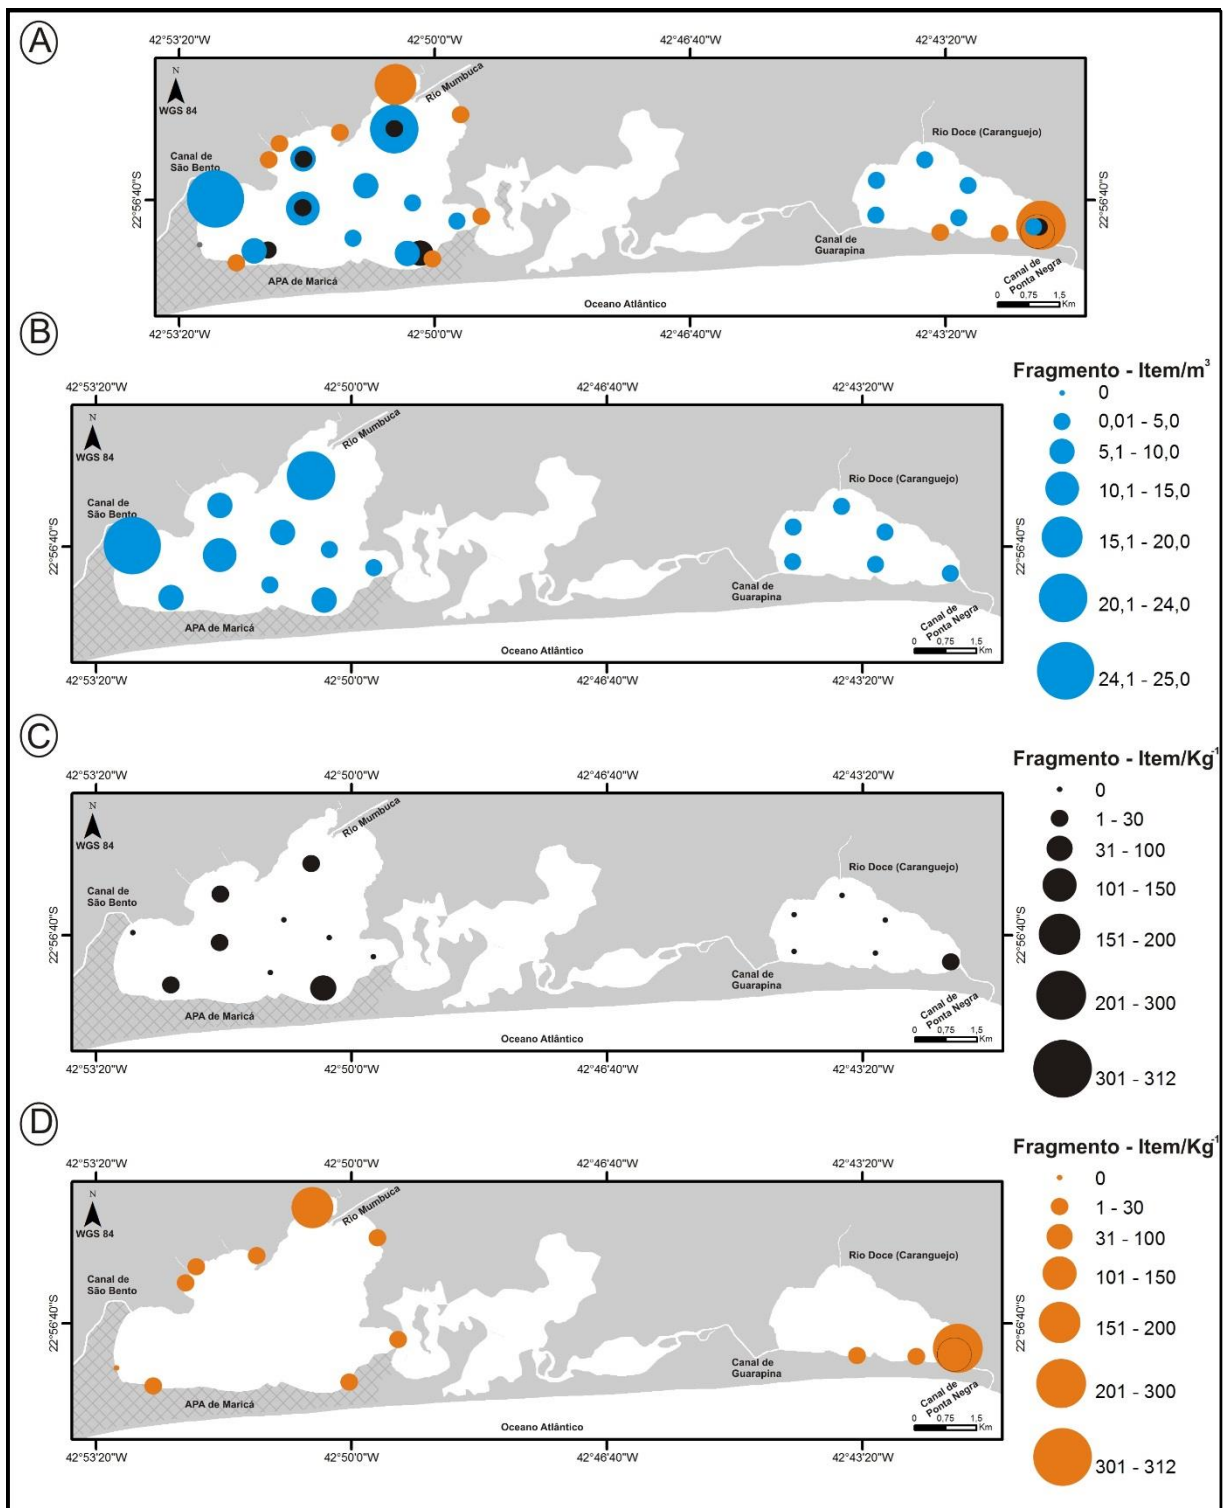 A
42°53'20"W 42°50'0"W 42°46'40"W 42°43'20"W
N
WGS 84
Rio Mumbuca
Rio Doce (Caranguejo)
Canal de
São Bento
22°56'40"S
22°56'40"S
Canal de
Guarapina
Canal de
Ponta Negra
APA de Maricá
Oceano Atlântico
0 0,75 1,5
Km
42°53'20"W 42°50'0"W 42°46'40"W 42°43'20"W
B
42°53'20"W 42°50'0"W 42°46'40"W 42°43'20"W
N
WGS 84
Rio Mumbuca
Rio Doce (Caranguejo)
Canal de
São Bento
22°56'40"S
22°56'40"S
Canal de
Guarapina
Canal de
Ponta Negra
APA de Maricá
Oceano Atlântico
0 0,75 1,5
Km
42°53'20"W 42°50'0"W 42°46'40"W 42°43'20"W
Fragmento - Item/m³
0
0,01 - 5,0
5,1 - 10,0
10,1 - 15,0
15,1 - 20,0
20,1 - 24,0
24,1 - 25,0
C
42°53'20"W 42°50'0"W 42°46'40"W 42°43'20"W
N
WGS 84
Rio Mumbuca
Rio Doce (Caranguejo)
Canal de
São Bento
22°56'40"S
22°56'40"S
Canal de
Guarapina
Canal de
Ponta Negra
APA de Maricá
Oceano Atlântico
0 0,75 1,5
Km
42°53'20"W 42°50'0"W 42°46'40"W 42°43'20"W
Fragmento - Item/Kg⁻¹
0
1 - 30
31 - 100
101 - 150
151 - 200
201 - 300
301 - 312
D
42°53'20"W 42°50'0"W 42°46'40"W 42°43'20"W
N
WGS 84
Rio Mumbuca
Rio Doce (Caranguejo)
Canal de
São Bento
22°56'40"S
22°56'40"S
Canal de
Guarapina
Canal de
Ponta Negra
APA de Maricá
Oceano Atlântico
0 0,75 1,5
Km
42°53'20"W 42°50'0"W 42°46'40"W 42°43'20"W
Fragmento - Item/Kg⁻¹
0
1 - 30
31 - 100
101 - 150
151 - 200
201 - 300
301 - 312